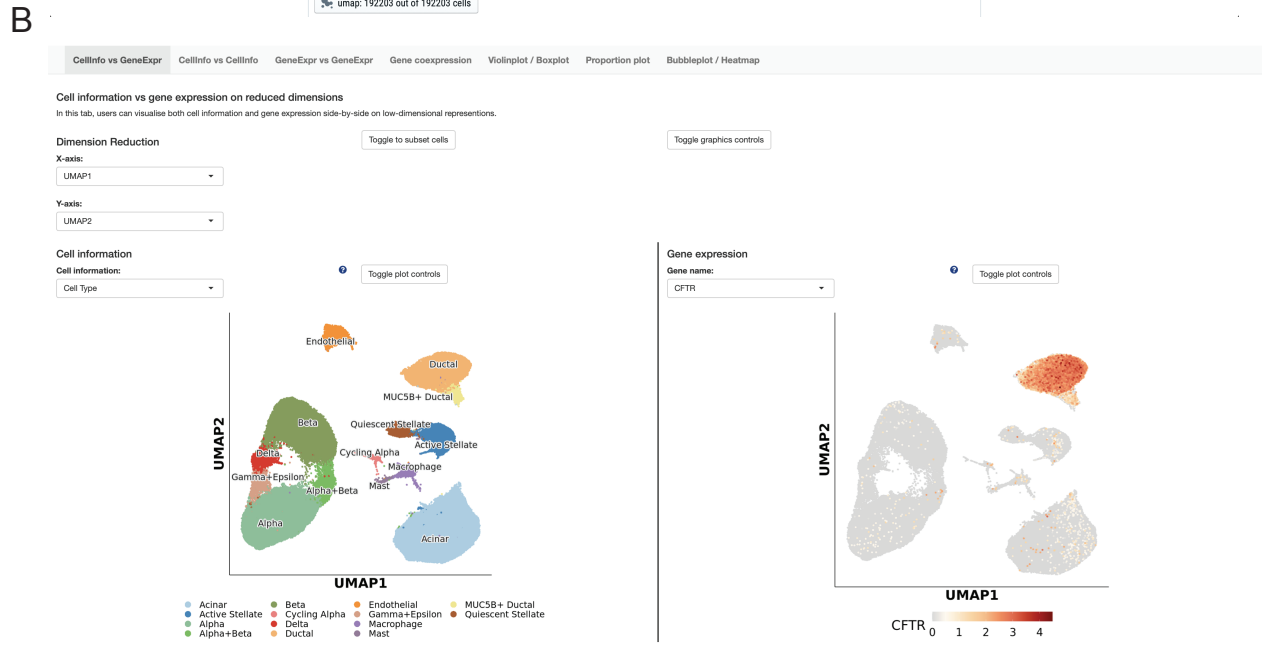 B
umap: 192203 out of 192203 cells
CellInfo vs GeneExpr CellInfo vs CellInfo GeneExpr vs GeneExpr Gene coexpression Violinplot / Boxplot Proportion plot Bubbleplot / Heatmap
Cell information vs gene expression on reduced dimensions
In this tab, users can visualise both cell information and gene expression side-by-side on low-dimensional representions.
Dimension Reduction
Toggle to subset cells
Toggle graphics controls
X-axis:
UMAP1
Y-axis:
UMAP2
Cell information
Cell information:
Cell Type
?
Toggle plot controls
Endothelial
Ductal
MUC5B+ Ductal
Beta
Quiescent Stellate
Active Stellate
Delta
Cycling Alpha
Macrophage
Gamma+Epsilon
Mast
Alpha+Beta
Alpha
Acinar
UMAP2
UMAP1
Acinar Beta Endothelial MUC5B+ Ductal
Active Stellate Cycling Alpha Gamma+Epsilon Quiescent Stellate
Alpha Delta Macrophage
Alpha+Beta Ductal Mast
Gene expression
Gene name:
CFTR
?
Toggle plot controls
UMAP2
UMAP1
CFTR
0 1 2 3 4